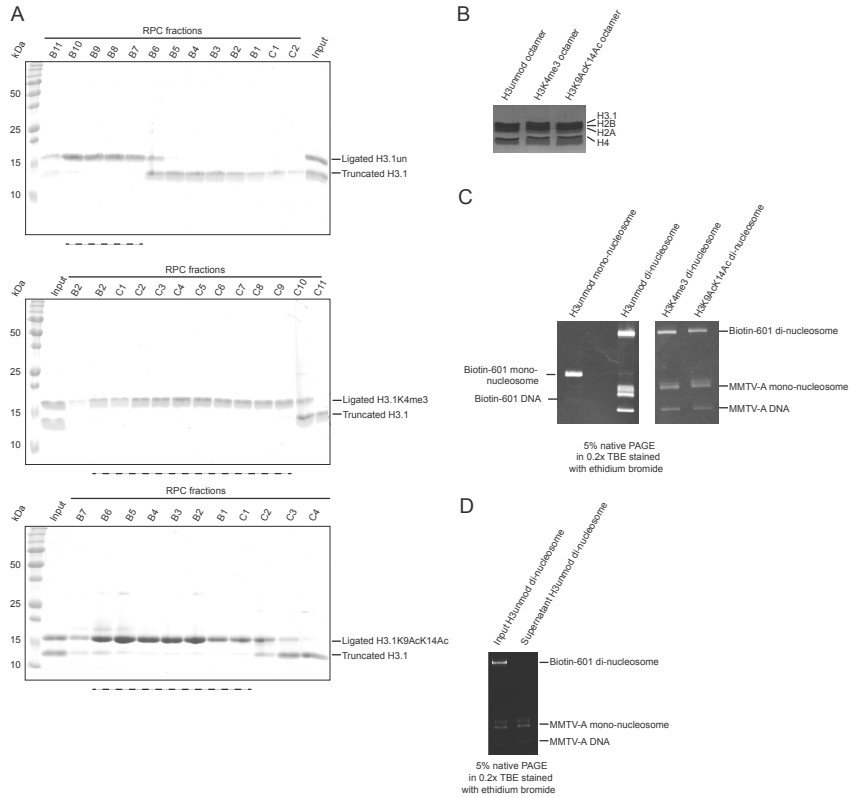 A
RPC fractions
kDa
B11 B10 B9 B8 B7 B6 B5 B4 B3 B2 B1 C1 C2 Input
50
25
15
10
Ligated H3.1un
Truncated H3.1
RPC fractions
kDa
Input B2 B2 C1 C2 C3 C4 C5 C6 C7 C8 C9 C10 C11
50
25
15
10
Ligated H3.1K4me3
Truncated H3.1
RPC fractions
kDa
Input B7 B6 B5 B4 B3 B2 B1 C1 C2 C3 C4
50
25
15
10
Ligated H3.1K9AcK14Ac
Truncated H3.1
B
H3unmod octamer
H3K4me3 octamer
H3K9AcK14Ac octamer
H3.1
H2B
H2A
H4
C
H3unmod mono-nucleosome
H3unmod di-nucleosome
H3K4me3 di-nucleosome
H3K9AcK14Ac di-nucleosome
Biotin-601 mono-
nucleosome
Biotin-601 DNA
Biotin-601 di-nucleosome
MMTV-A mono-nucleosome
MMTV-A DNA
5% native PAGE
in 0.2x TBE stained
with ethidium bromide
D
Input H3unmod di-nucleosome
Supernatant H3unmod di-nucleosome
Biotin-601 di-nucleosome
MMTV-A mono-nucleosome
MMTV-A DNA
5% native PAGE
in 0.2x TBE stained
with ethidium bromide